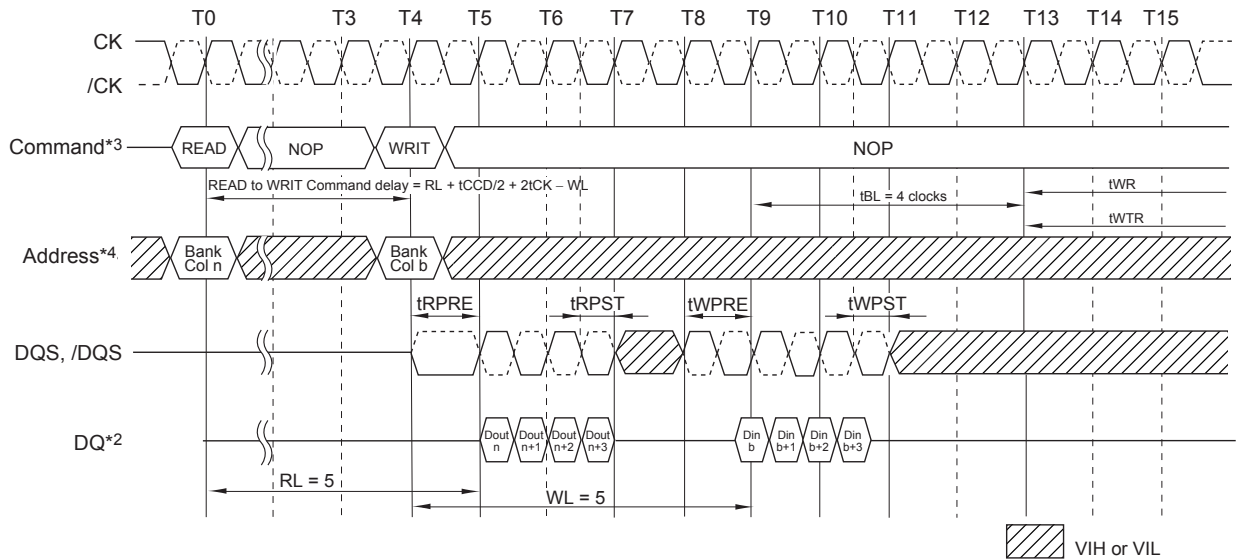 T0 T3 T4 T5 T6 T7 T8 T9 T10 T11 T12 T13 T14 T15
CK
/CK
Command*3 READ NOP WRIT NOP
READ to WRIT Command delay = RL + tCCD/2 + 2tCK – WL
tBL = 4 clocks
tWR
tWTR
Address*4 Bank Col n Bank Col b
tRPRE tRPST tWPRE tWPST
DQS, /DQS
DQ*2 Dout n Dout n+1 Dout n+2 Dout n+3 Din b Din b+1 Din b+2 Din b+3
RL = 5
WL = 5
VIH or VIL